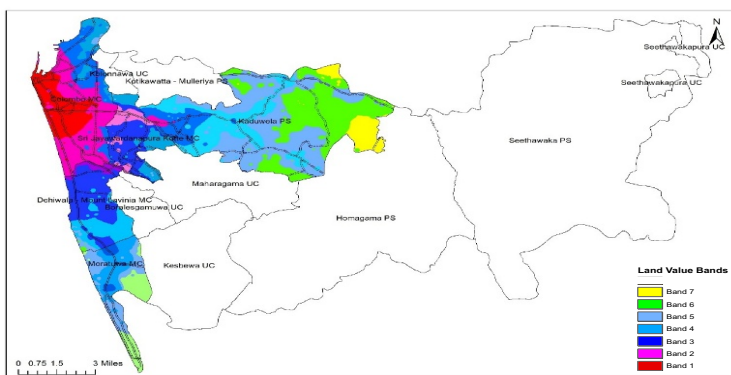 N
Seethawakapura UC
Kolonnawa UC
Kotikawatta - Mulleriya PS
Seethawakapura UC
Colombo MC
Kaduwela PS
Sri Jayawardanapura Kotte MC
Seethawaka PS
Maharagama UC
Dehiwala - Mount Lavinia MC
Boralesgamuwa UC
Homagama PS
Moratuwa MC
Kesbewa UC
Land Value Bands
Band 7
Band 6
Band 5
Band 4
Band 3
Band 2
Band 1
0 0.75 1.5 3 Miles